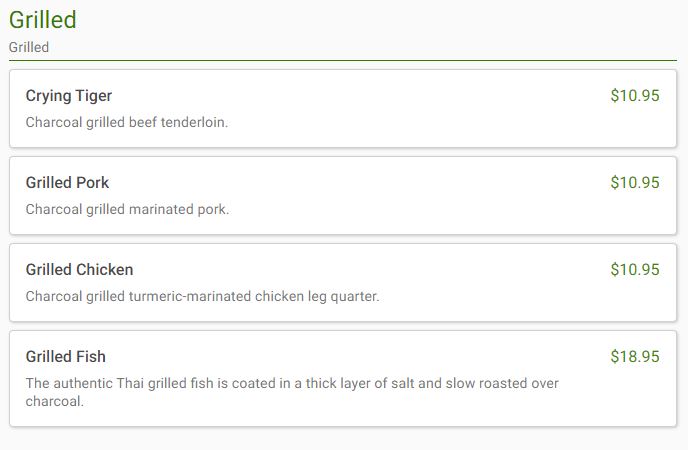 Grilled
Grilled
Crying Tiger
$10.95
Charcoal grilled beef tenderloin.
Grilled Pork
$10.95
Charcoal grilled marinated pork.
Grilled Chicken
$10.95
Charcoal grilled turmeric-marinated chicken leg quarter.
Grilled Fish
$18.95
The authentic Thai grilled fish is coated in a thick layer of salt and slow roasted over
charcoal.